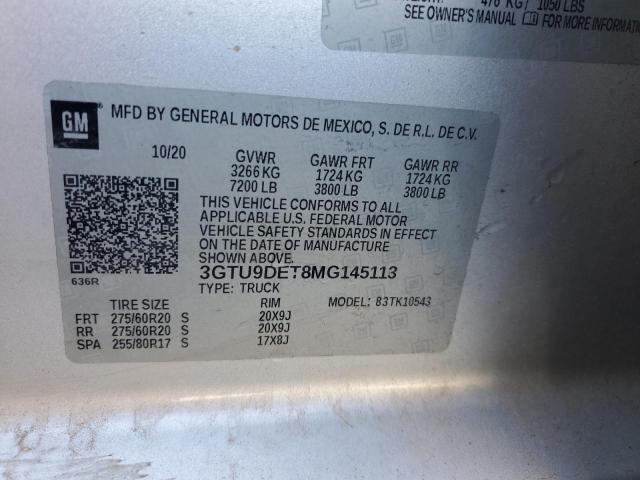 476 KG / 1050 LBS
SEE OWNER'S MANUAL FOR MORE INFORMATION
GM
MFD BY GENERAL MOTORS DE MEXICO, S. DE R.L. DE C.V.
10/20 GVWR GAWR FRT GAWR RR
3266 KG 1724 KG 1724 KG
7200 LB 3800 LB 3800 LB
THIS VEHICLE CONFORMS TO ALL
APPLICABLE U.S. FEDERAL MOTOR
VEHICLE SAFETY STANDARDS IN EFFECT
ON THE DATE OF MANUFACTURE
SHOWN ABOVE.
3GTU9DET8MG145113
636R
TYPE: TRUCK
TIRE SIZE RIM MODEL: 83TK10543
FRT 275/60R20 S 20X9J
RR 275/60R20 S 20X9J
SPA 255/80R17 S 17X8J